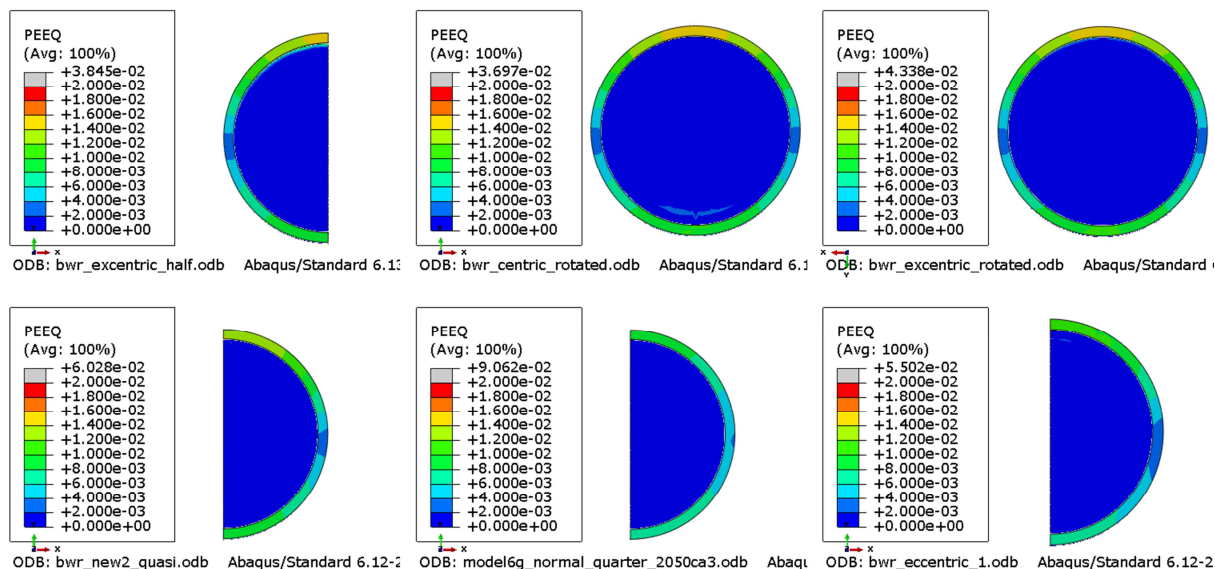 PEEQ
(Avg: 100%)
+3.845e-02
+2.000e-02
+1.800e-02
+1.600e-02
+1.400e-02
+1.200e-02
+1.000e-02
+8.000e-03
+6.000e-03
+4.000e-03
+2.000e-03
+0.000e+00
x
ODB: bwr_excentric_half.odb Abaqus/Standard 6.13
PEEQ
(Avg: 100%)
+3.697e-02
+2.000e-02
+1.800e-02
+1.600e-02
+1.400e-02
+1.200e-02
+1.000e-02
+8.000e-03
+6.000e-03
+4.000e-03
+2.000e-03
+0.000e+00
x
ODB: bwr_centric_rotated.odb Abaqus/Standard 6.1
PEEQ
(Avg: 100%)
+4.338e-02
+2.000e-02
+1.800e-02
+1.600e-02
+1.400e-02
+1.200e-02
+1.000e-02
+8.000e-03
+6.000e-03
+4.000e-03
+2.000e-03
+0.000e+00
x
Y
ODB: bwr_excentric_rotated.odb Abaqus/Standard
PEEQ
(Avg: 100%)
+6.028e-02
+2.000e-02
+1.800e-02
+1.600e-02
+1.400e-02
+1.200e-02
+1.000e-02
+8.000e-03
+6.000e-03
+4.000e-03
+2.000e-03
+0.000e+00
x
ODB: bwr_new2_quasi.odb Abaqus/Standard 6.12-2
PEEQ
(Avg: 100%)
+9.062e-02
+2.000e-02
+1.800e-02
+1.600e-02
+1.400e-02
+1.200e-02
+1.000e-02
+8.000e-03
+6.000e-03
+4.000e-03
+2.000e-03
+0.000e+00
x
ODB: model6g_normal_quarter_2050ca3.odb Abaqu
PEEQ
(Avg: 100%)
+5.502e-02
+2.000e-02
+1.800e-02
+1.600e-02
+1.400e-02
+1.200e-02
+1.000e-02
+8.000e-03
+6.000e-03
+4.000e-03
+2.000e-03
+0.000e+00
x
ODB: bwr_eccentric_1.odb Abaqus/Standard 6.12-2